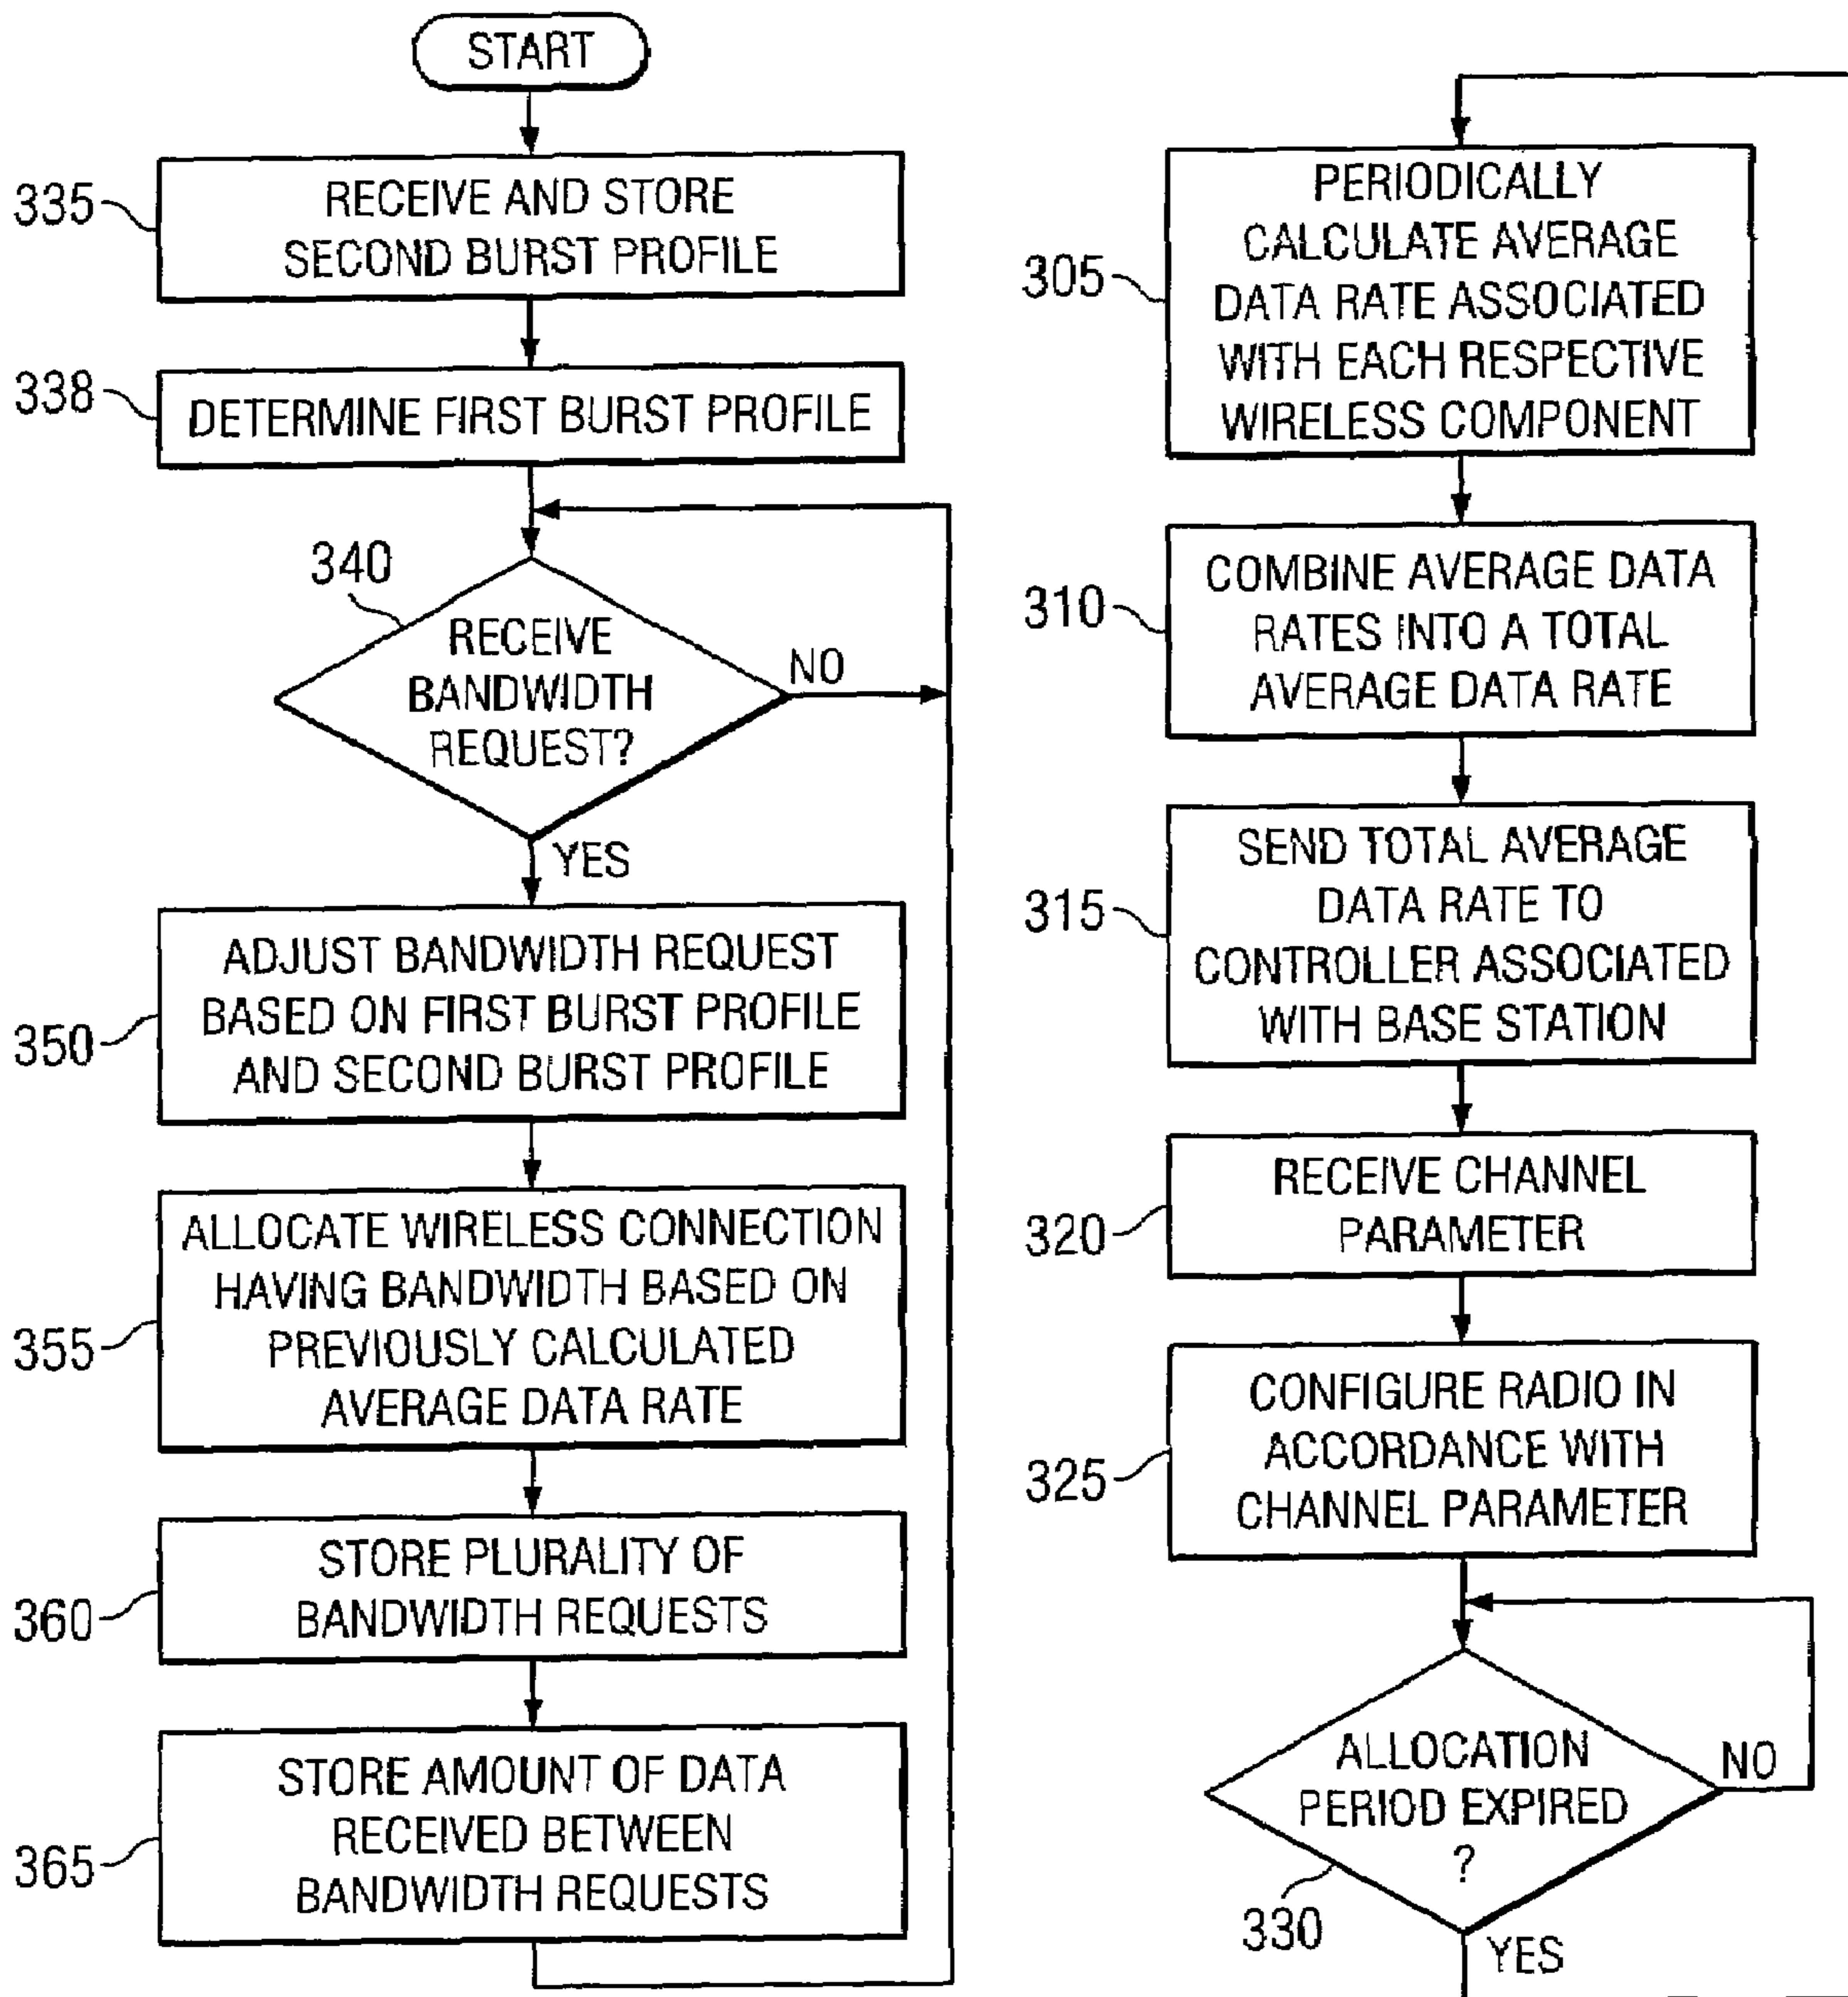 START
335
RECEIVE AND STORE
SECOND BURST PROFILE
338
DETERMINE FIRST BURST PROFILE
340
RECEIVE
BANDWIDTH
REQUEST?
NO
YES
350
ADJUST BANDWIDTH REQUEST
BASED ON FIRST BURST PROFILE
AND SECOND BURST PROFILE
355
ALLOCATE WIRELESS CONNECTION
HAVING BANDWIDTH BASED ON
PREVIOUSLY CALCULATED
AVERAGE DATA RATE
360
STORE PLURALITY OF
BANDWIDTH REQUESTS
365
STORE AMOUNT OF DATA
RECEIVED BETWEEN
BANDWIDTH REQUESTS
305
PERIODICALLY
CALCULATE AVERAGE
DATA RATE ASSOCIATED
WITH EACH RESPECTIVE
WIRELESS COMPONENT
310
COMBINE AVERAGE DATA
RATES INTO A TOTAL
AVERAGE DATA RATE
315
SEND TOTAL AVERAGE
DATA RATE TO
CONTROLLER ASSOCIATED
WITH BASE STATION
320
RECEIVE CHANNEL
PARAMETER
325
CONFIGURE RADIO IN
ACCORDANCE WITH
CHANNEL PARAMETER
ALLOCATION
PERIOD EXPIRED
?
NO
330
YES